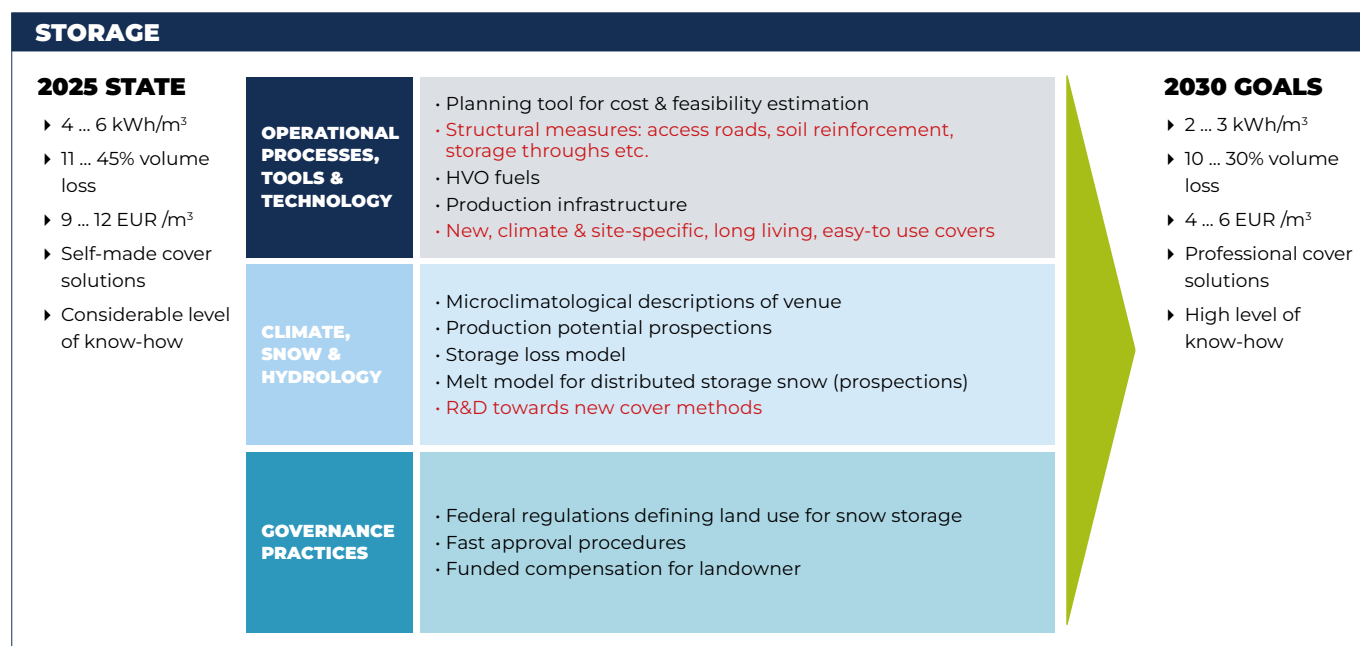 STORAGE
2025 STATE
4 ... 6 kWh/m³
11 ... 45% volume
loss
9 ... 12 EUR /m³
Self-made cover
solutions
Considerable level
of know-how
OPERATIONAL
PROCESSES,
TOOLS &
TECHNOLOGY
· Planning tool for cost & feasibility estimation
· Structural measures: access roads, soil reinforcement,
storage throughs etc.
· HVO fuels
· Production infrastructure
· New, climate & site-specific, long living, easy-to use covers
CLIMATE,
SNOW &
HYDROLOGY
· Microclimatological descriptions of venue
· Production potential prospections
· Storage loss model
· Melt model for distributed storage snow (prospections)
· R&D towards new cover methods
GOVERNANCE
PRACTICES
· Federal regulations defining land use for snow storage
· Fast approval procedures
· Funded compensation for landowner
2030 GOALS
2 ... 3 kWh/m³
10 ... 30% volume
loss
4 ... 6 EUR /m³
Professional cover
solutions
High level of
know-how